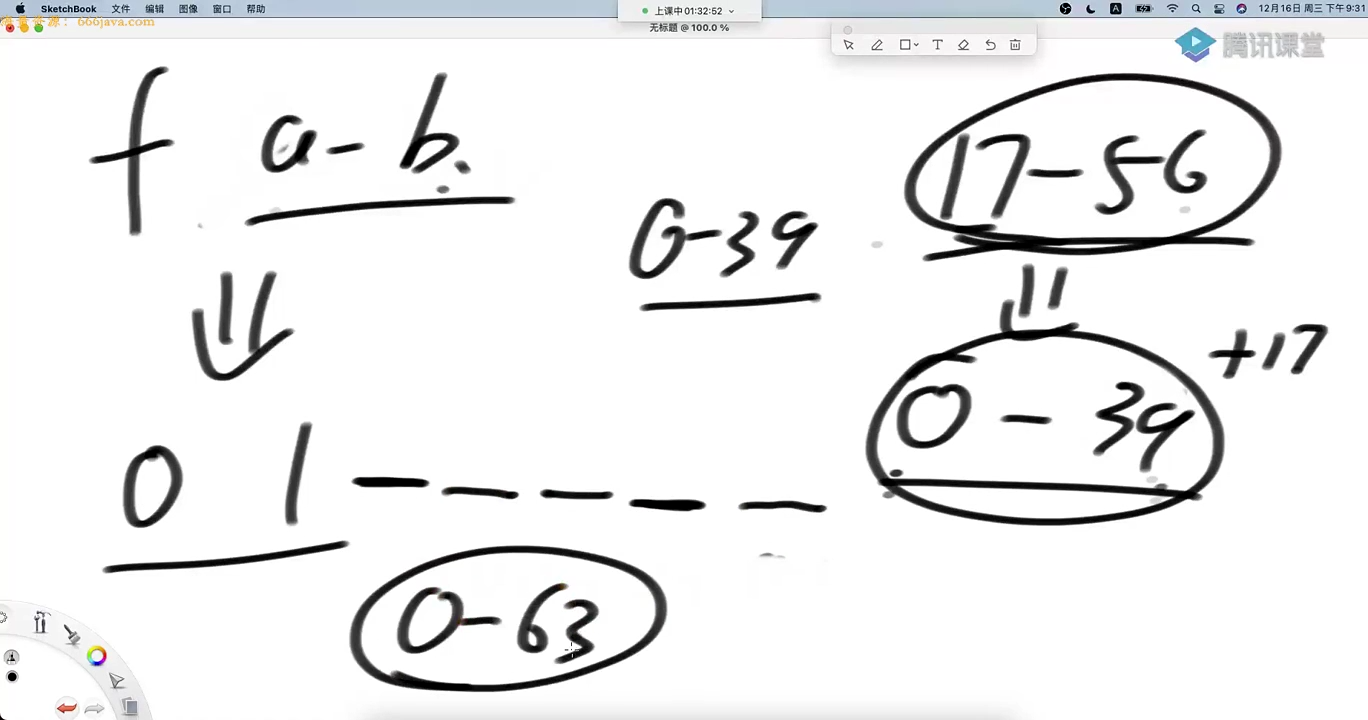 SketchBook 文件 编辑 图像 窗口 帮助
上课中 01:32:52
12月16日 周三 下午9:31
666java.com
无标题 @ 100.0 %
腾讯课堂
f a - b.
17 - 56
0 - 39
+17
0 - 39
0 1 - - - - -
0 - 63